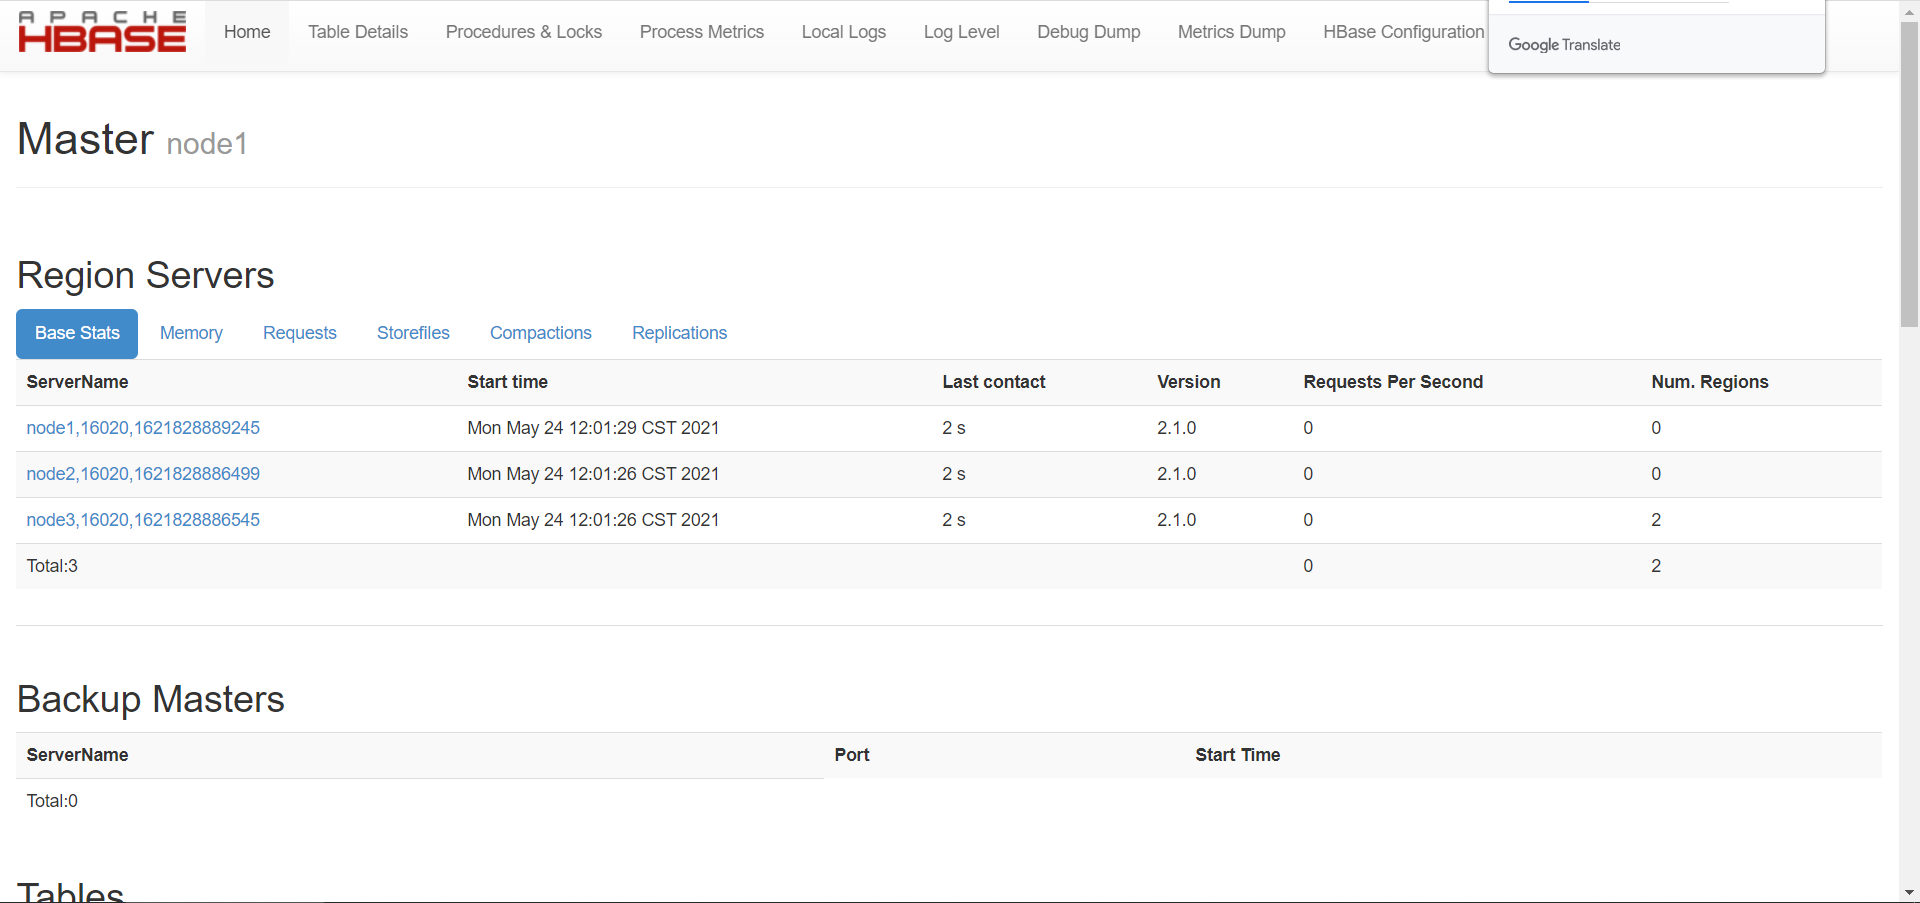 APACHE
HBASE
Home Table Details Procedures & Locks Process Metrics Local Logs Log Level Debug Dump Metrics Dump HBase Configuration
Google Translate
Master node1
Region Servers
Base Stats Memory Requests Storefiles Compactions Replications
ServerName Start time Last contact Version Requests Per Second Num. Regions
node1,16020,1621828889245 Mon May 24 12:01:29 CST 2021 2 s 2.1.0 0 0
node2,16020,1621828886499 Mon May 24 12:01:26 CST 2021 2 s 2.1.0 0 0
node3,16020,1621828886545 Mon May 24 12:01:26 CST 2021 2 s 2.1.0 0 2
Total:3 0 2
Backup Masters
ServerName Port Start Time
Total:0
Tables